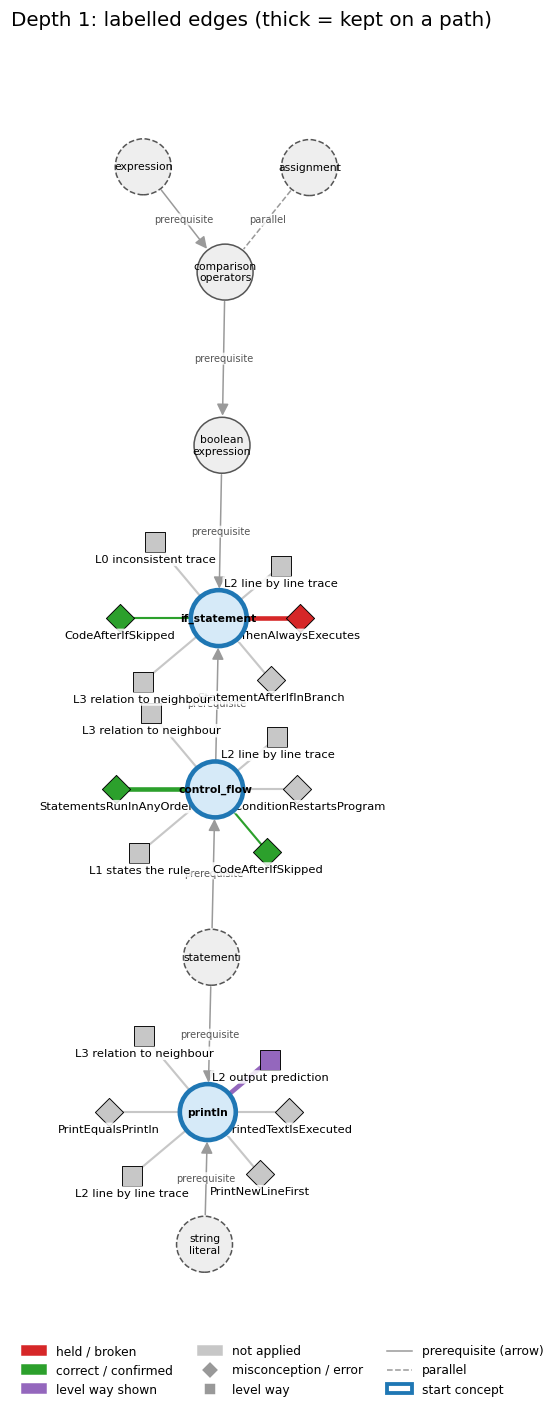 Depth 1: labelled edges (thick = kept on a path)
expression
assignment
prerequisite
parallel
comparison
operators
prerequisite
boolean
expression
prerequisite
L0 inconsistent trace
L2 line by line trace
if_statement
CodeAfterIfSkipped
ThenAlwaysExecutes
L3 relation to neighbour
prerequisite
L3 relation to neighbour
L2 line by line trace
control_flow
StatementsRunInAnyOrder
ConditionRestartsProgram
L1 states the rule
CodeAfterIfSkipped
prerequisite
statement
prerequisite
L3 relation to neighbour
L2 output prediction
println
PrintEqualsPrintln
rintedTextIsExecuted
prerequisite
L2 line by line trace
PrintNewLineFirst
string
literal
held / broken
not applied
prerequisite (arrow)
correct / confirmed
misconception / error
parallel
level way shown
level way
start concept